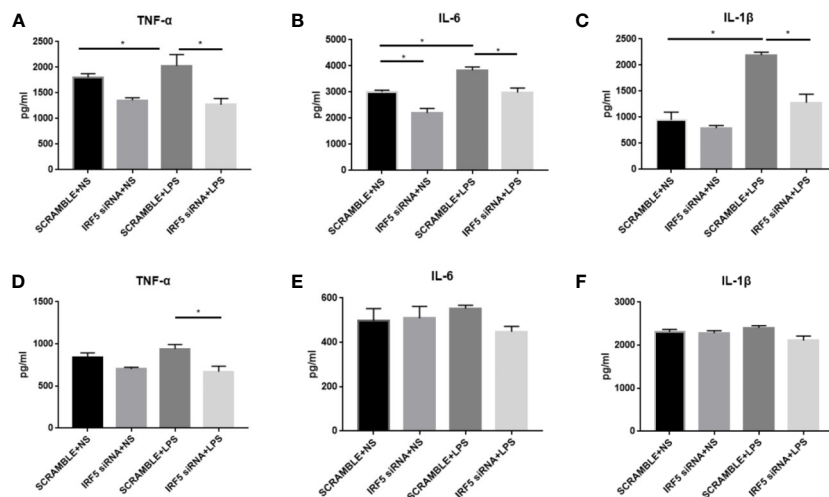 A
TNF-α
*
*
2500
2000
1500
1000
500
0
pg/ml
SCRAMBLE+NS
IRF5 siRNA+NS
SCRAMBLE+LPS
IRF5 siRNA+LPS
B
IL-6
*
*
*
5000
4000
3000
2000
1000
0
pg/ml
SCRAMBLE+NS
IRF5 siRNA+NS
SCRAMBLE+LPS
IRF5 siRNA+LPS
C
IL-1β
*
*
2500
2000
1500
1000
500
0
pg/ml
SCRAMBLE+NS
IRF5 siRNA+NS
SCRAMBLE+LPS
IRF5 siRNA+LPS
D
TNF-α
*
1500
1000
500
0
pg/ml
SCRAMBLE+NS
IRF5 siRNA+NS
SCRAMBLE+LPS
IRF5 siRNA+LPS
E
IL-6
600
400
200
0
pg/ml
SCRAMBLE+NS
IRF5 siRNA+NS
SCRAMBLE+LPS
IRF5 siRNA+LPS
F
IL-1β
3000
2000
1000
0
pg/ml
SCRAMBLE+NS
IRF5 siRNA+NS
SCRAMBLE+LPS
IRF5 siRNA+LPS